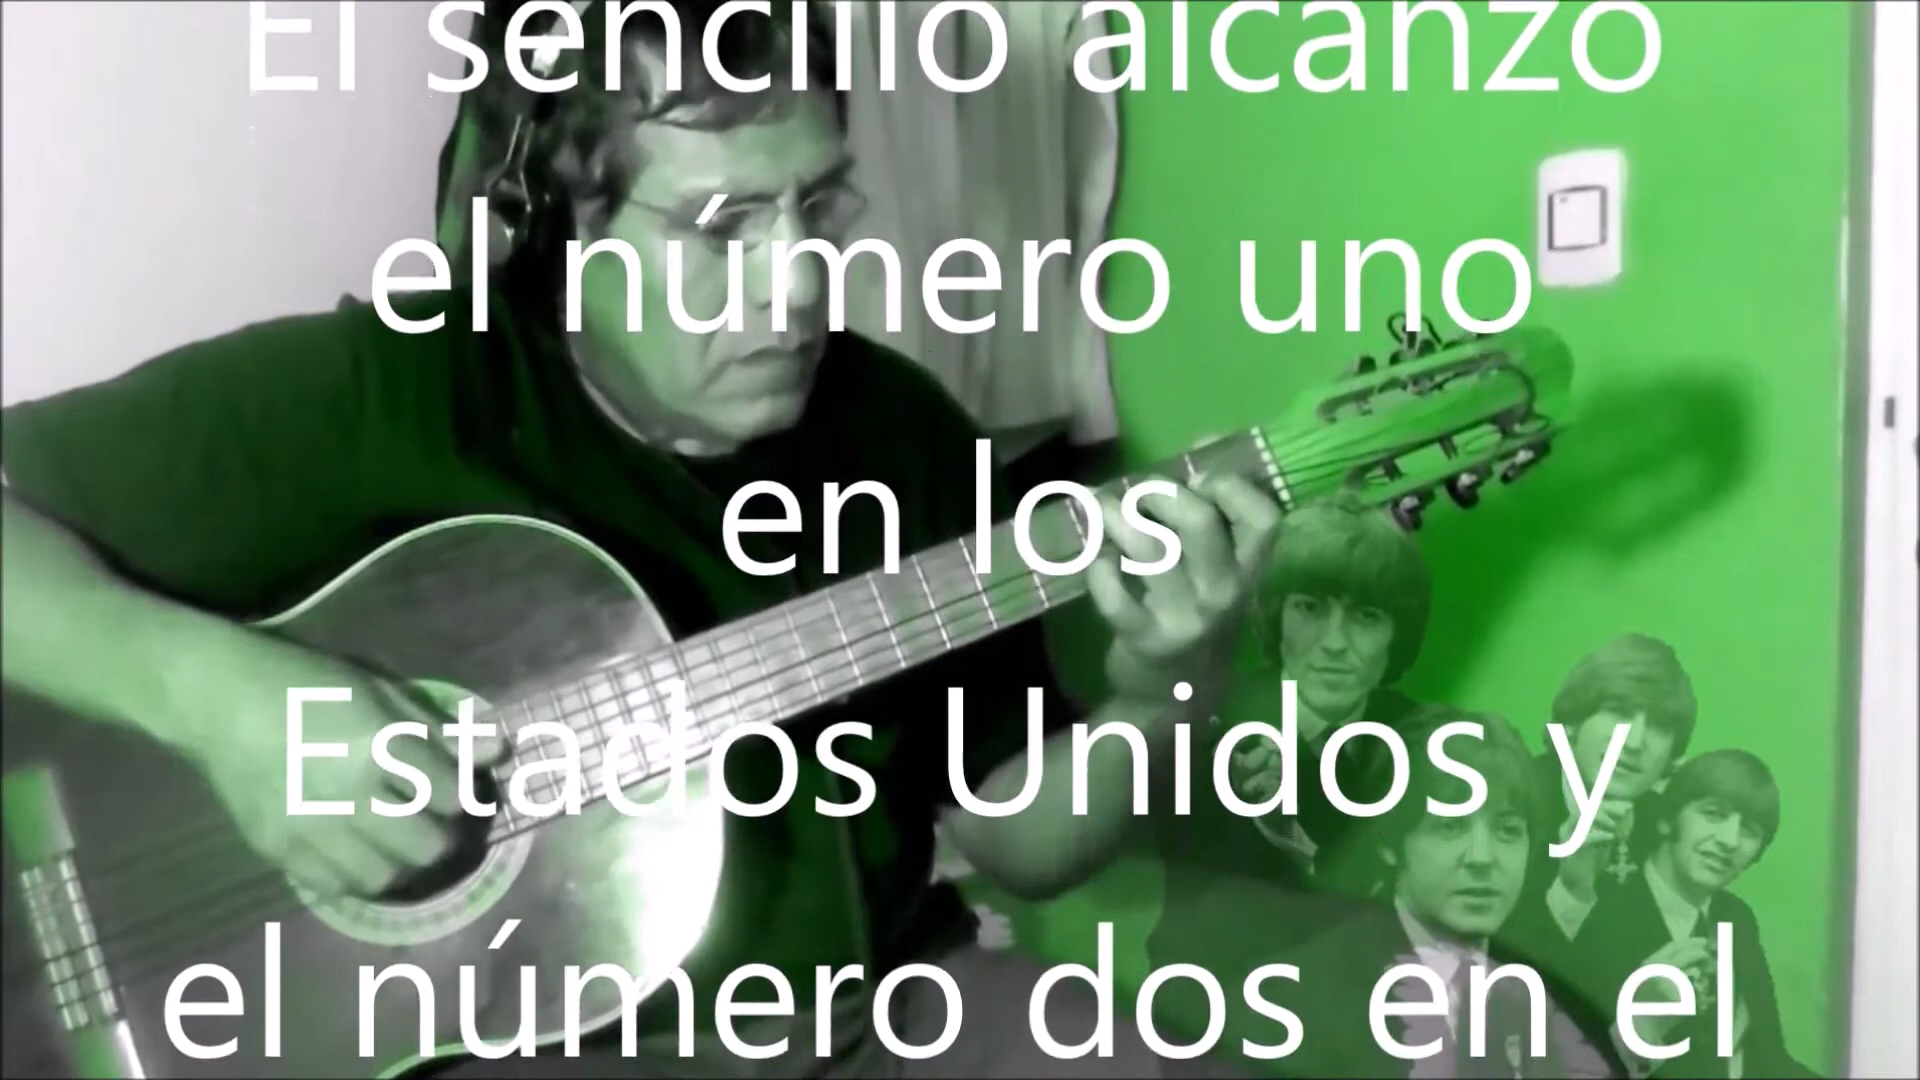 El sencillo alcanzó
el número uno
en los
Estados Unidos y
el número dos en el